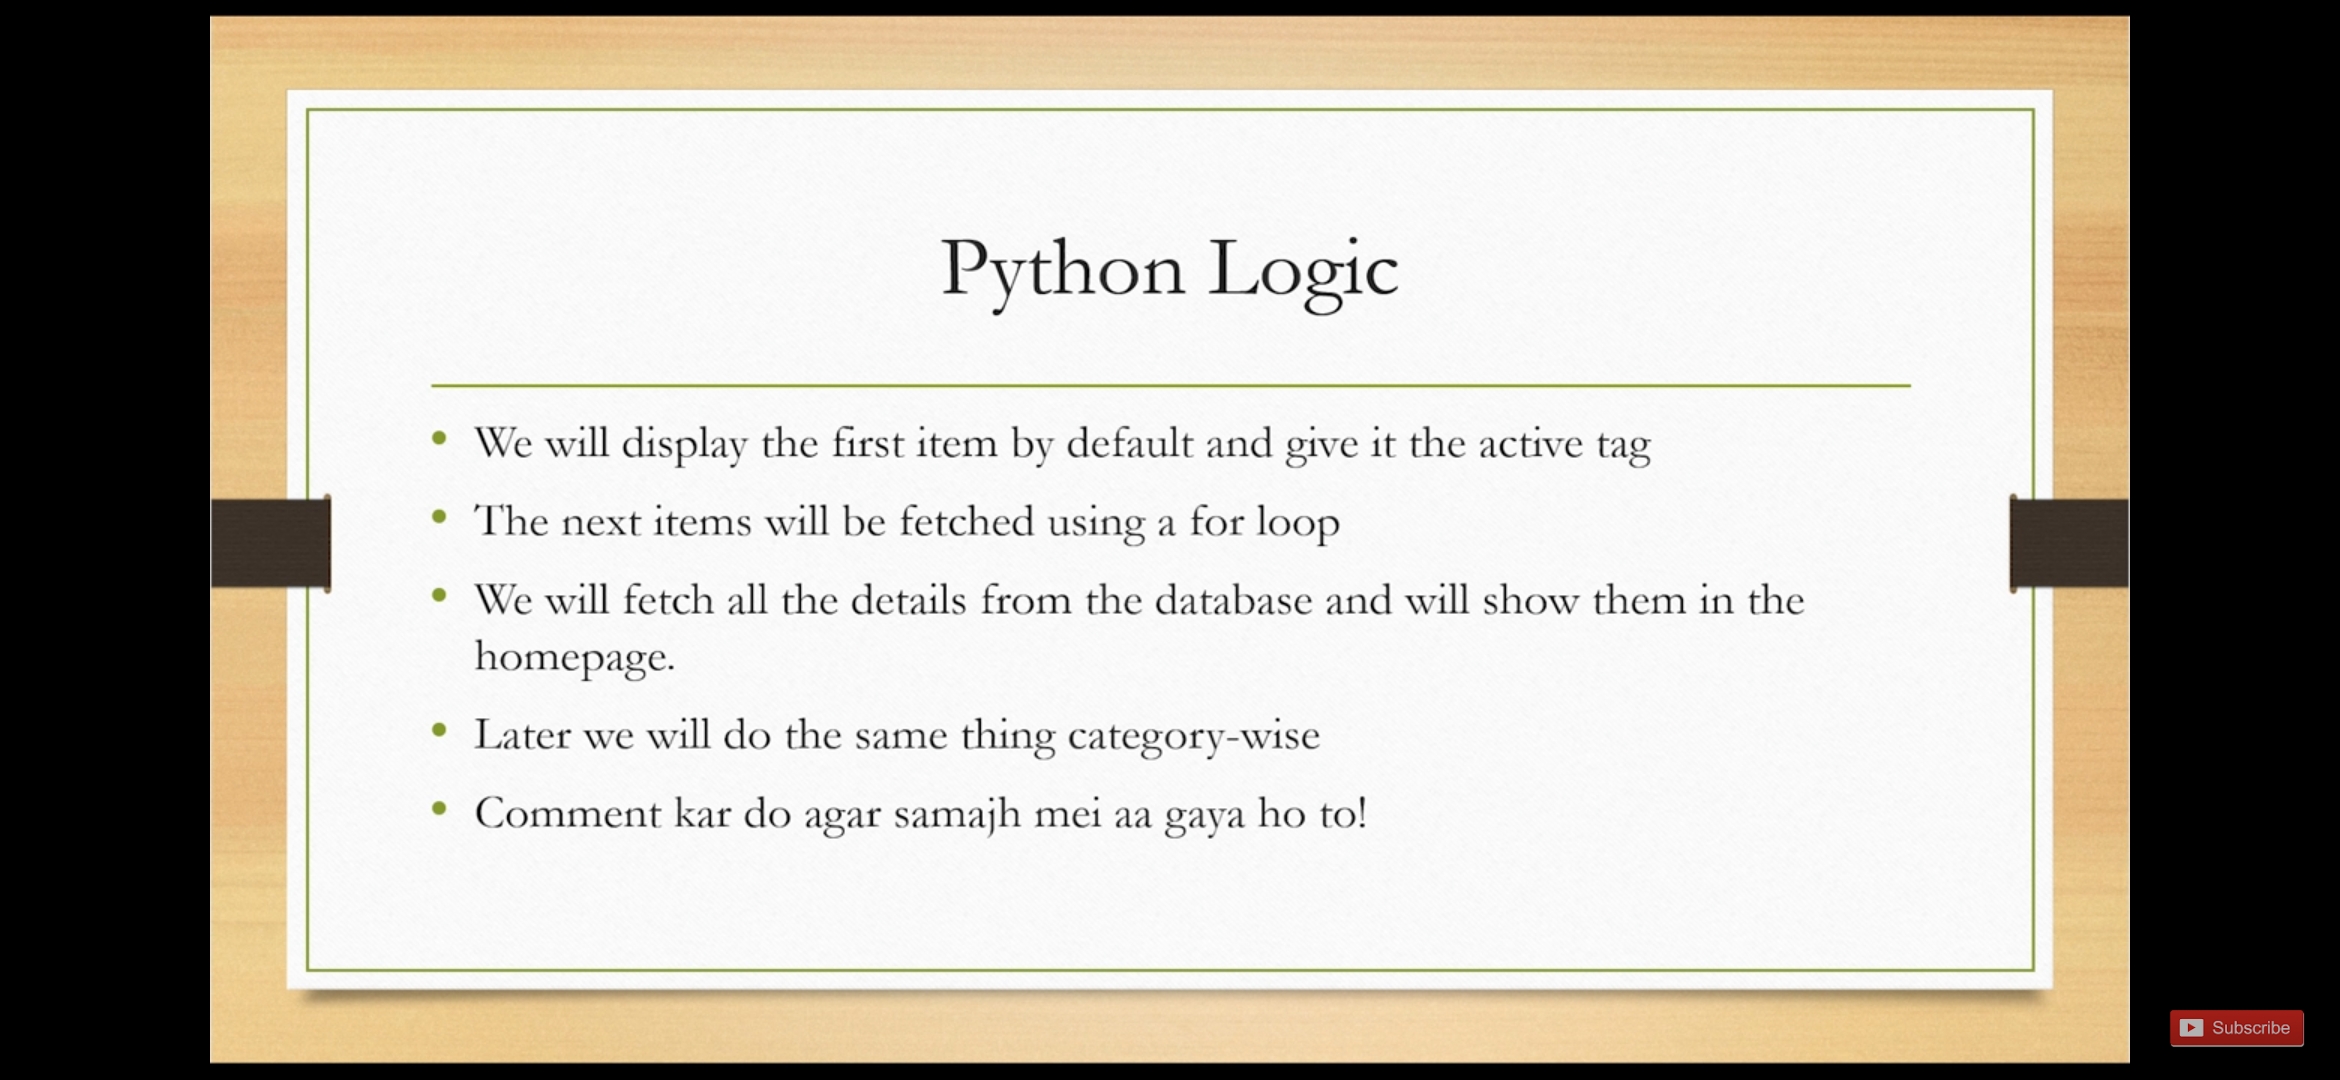 Python Logic
We will display the first item by default and give it the active tag
The next items will be fetched using a for loop
We will fetch all the details from the database and will show them in the
homepage.
Later we will do the same thing category-wise
Comment kar do agar samajh mei aa gaya ho to!
Subscribe